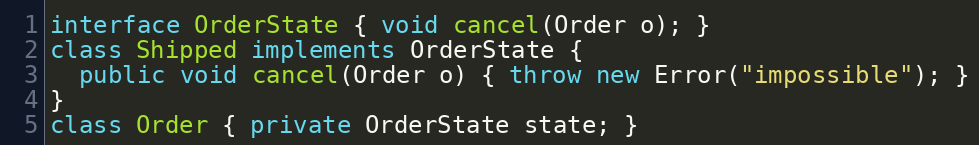 1 interface OrderState { void cancel(Order o); }
2 class Shipped implements OrderState {
3   public void cancel(Order o) { throw new Error("impossible"); }
4 }
5 class Order { private OrderState state; }